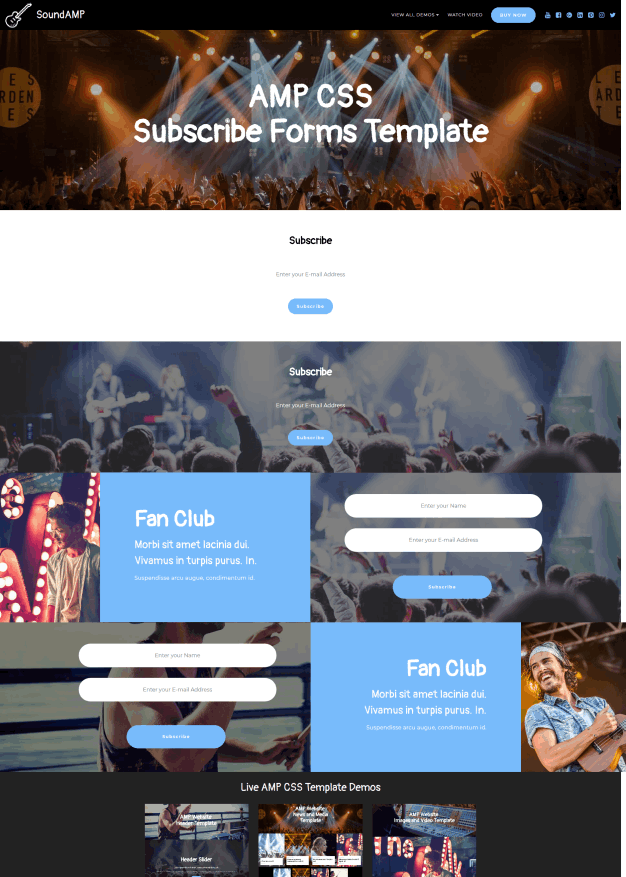 SoundAMP
VIEW ALL DEMOS
WATCH VIDEO
BUY NOW
AMP CSS
Subscribe Forms Template
Subscribe
Enter your E-mail Address
Subscribe
Subscribe
Enter your E-mail Address
Subscribe
Fan Club
Morbi sit amet lacinia dui.
Vivamus in turpis purus. In.
Suspendisse arcu augue, condimentum id.
Enter your Name
Enter your E-mail Address
Subscribe
Enter your Name
Enter your E-mail Address
Subscribe
Fan Club
Morbi sit amet lacinia dui.
Vivamus in turpis purus. In.
Suspendisse arcu augue, condimentum id.
Live AMP CSS Template Demos
AMP Website
Header Template
Header Slider
AMP Website
News and Media
Template
AMP Website
Images and Video Template